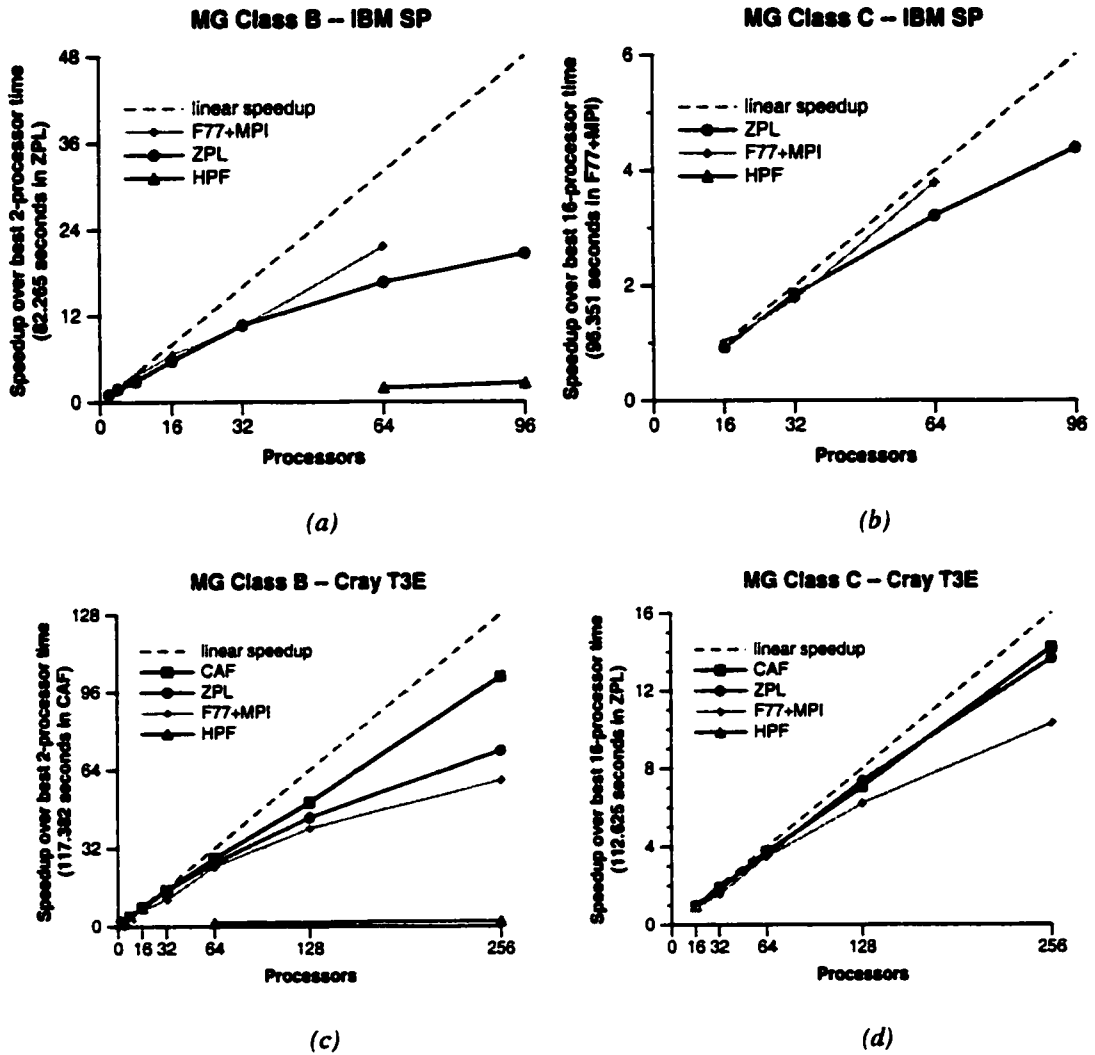 MG Class B -- IBM SP
Speedup over best 2-processor time
(82.265 seconds in ZPL)
48
36
24
12
0
linear speedup
F77+MPI
ZPL
HPF
0 16 32 64 96
Processors
(a)
MG Class C -- IBM SP
Speedup over best 16-processor time
(96.351 seconds in F77+MPI)
6
4
2
0
linear speedup
ZPL
F77+MPI
HPF
0 16 32 64 96
Processors
(b)
MG Class B -- Cray T3E
Speedup over best 2-processor time
(117.382 seconds in CAF)
128
96
64
32
0
linear speedup
CAF
ZPL
F77+MPI
HPF
0 16 32 64 128 256
Processors
(c)
MG Class C -- Cray T3E
Speedup over best 16-processor time
(112.625 seconds in ZPL)
16
12
8
4
0
linear speedup
CAF
ZPL
F77+MPI
HPF
0 16 32 64 128 256
Processors
(d)